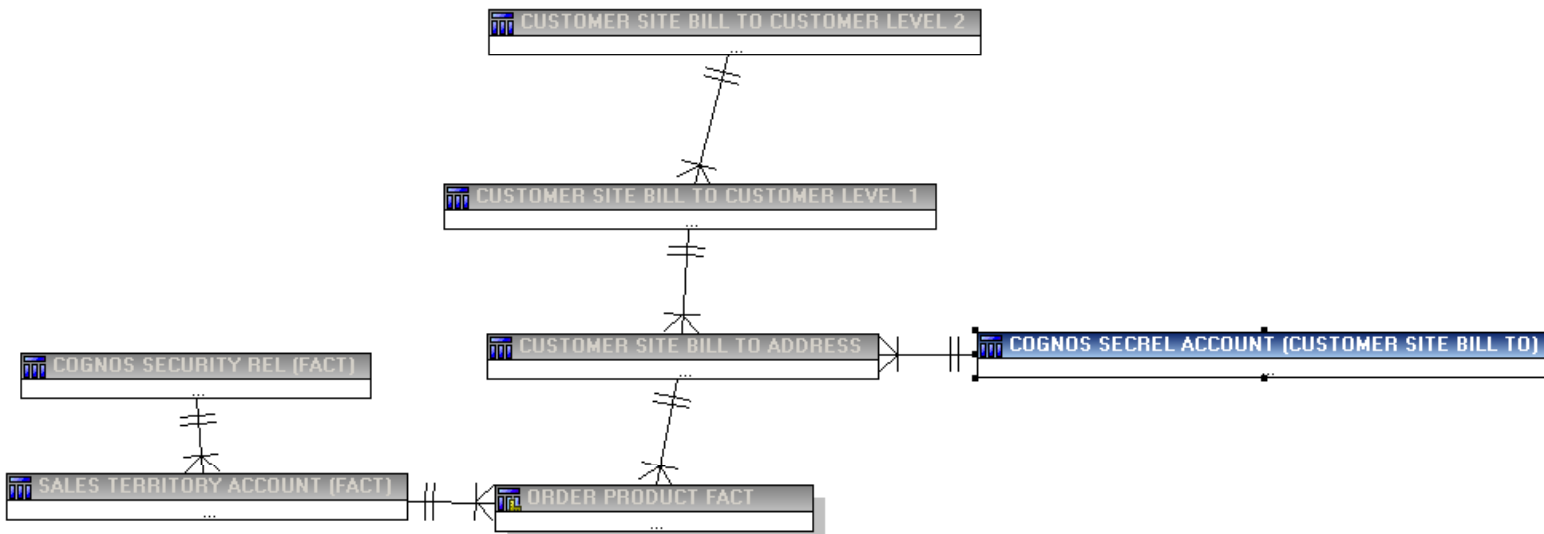 CUSTOMER SITE BILL TO CUSTOMER LEVEL 2
...
CUSTOMER SITE BILL TO CUSTOMER LEVEL 1
...
CUSTOMER SITE BILL TO ADDRESS
...
COGNOS SECREL ACCOUNT (CUSTOMER SITE BILL TO)
...
COGNOS SECURITY REL (FACT)
...
SALES TERRITORY ACCOUNT (FACT)
...
ORDER PRODUCT FACT
...